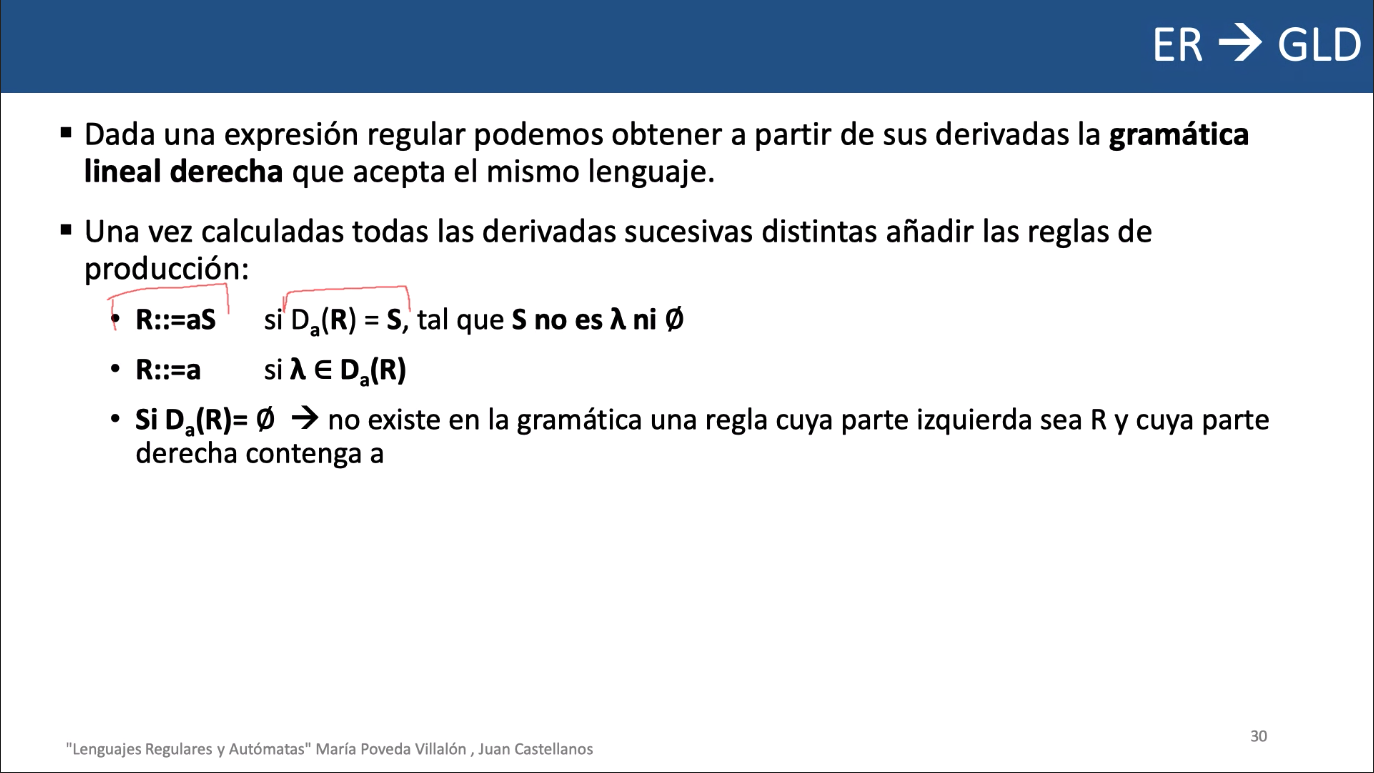 ER → GLD
▪ Dada una expresión regular podemos obtener a partir de sus derivadas la gramática
lineal derecha que acepta el mismo lenguaje.
▪ Una vez calculadas todas las derivadas sucesivas distintas añadir las reglas de
producción:
• R::=aS si Da(R) = S, tal que S no es λ ni ∅
• R::=a si λ ∈ Da(R)
• Si Da(R)= ∅ → no existe en la gramática una regla cuya parte izquierda sea R y cuya parte
derecha contenga a
"Lenguajes Regulares y Autómatas" María Poveda Villalón , Juan Castellanos
30